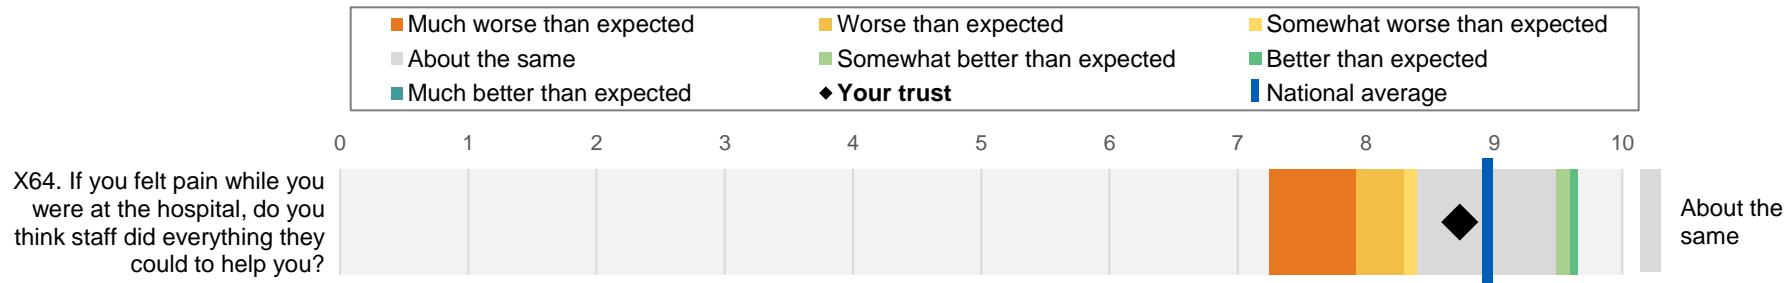 Much worse than expected
Worse than expected
Somewhat worse than expected
About the same
Somewhat better than expected
Better than expected
Much better than expected
Your trust
National average
0 1 2 3 4 5 6 7 8 9 10
X64. If you felt pain while you
were at the hospital, do you
think staff did everything they
could to help you?
About the
same